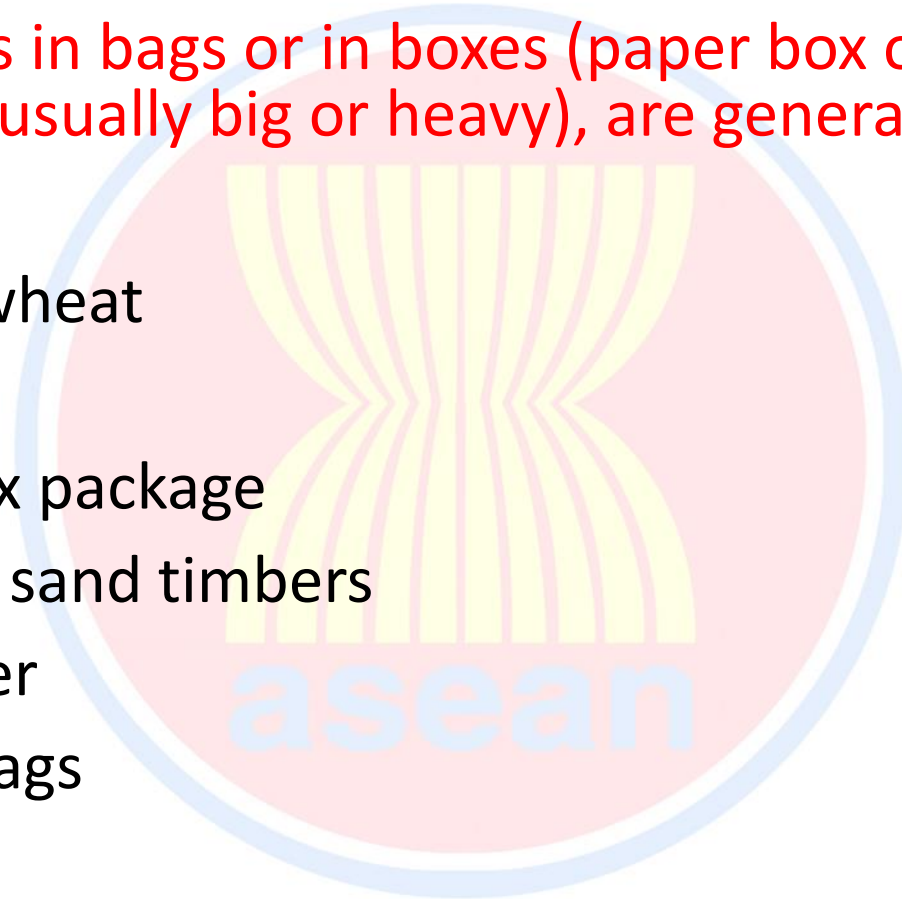 s in bags or in boxes (paper box
usually big or heavy), are genera
wheat
x package
sand timbers
er
ags
asean